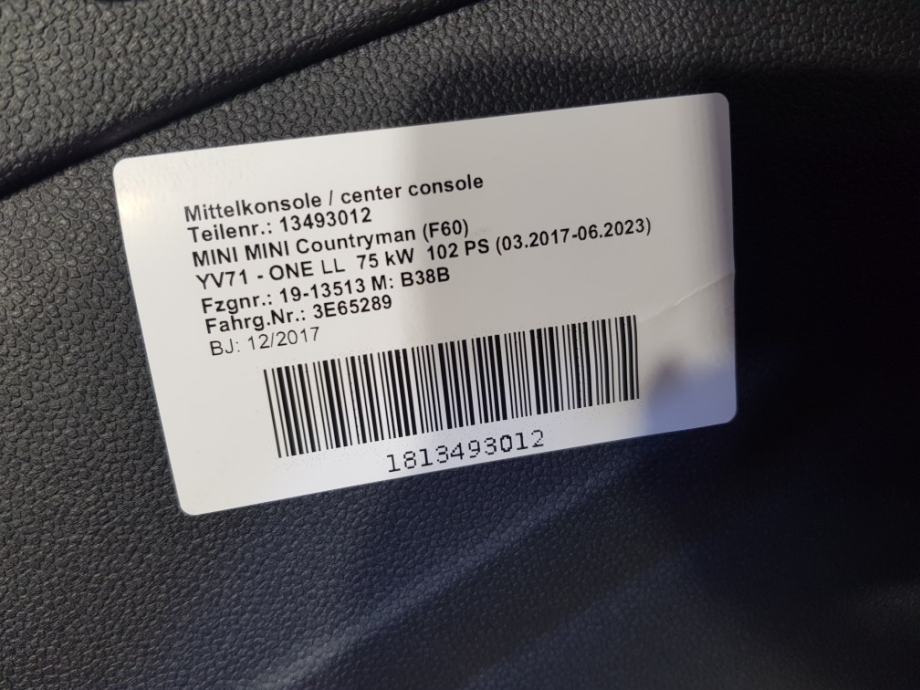 Mittelkonsole / center console
Teilenr.: 13493012
MINI MINI Countryman (F60)
YV71 - ONE LL 75 kW 102 PS (03.2017-06.2023)
Fzgnr.: 19-13513 M: B38B
Fahrg.Nr.: 3E65289
BJ: 12/2017
1813493012